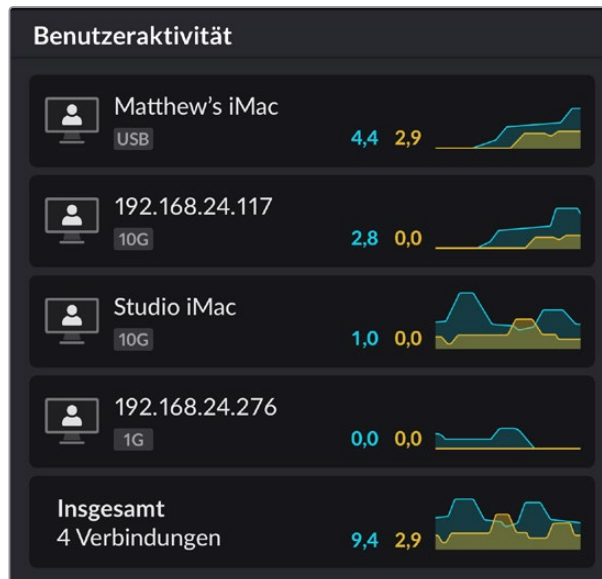 Benutzeraktivität
Matthew's iMac
USB
4,4 2,9
192.168.24.117
10G
2,8 0,0
Studio iMac
10G
1,0 0,0
192.168.24.276
1G
0,0 0,0
Insgesamt
4 Verbindungen
9,4 2,9